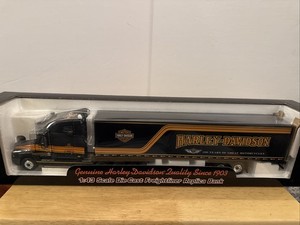 HARLEY-DAVIDSON
Genuine Harley-Davidson Quality Since 1903
1:43 Scale Die-Cast Freightliner Replica Bank